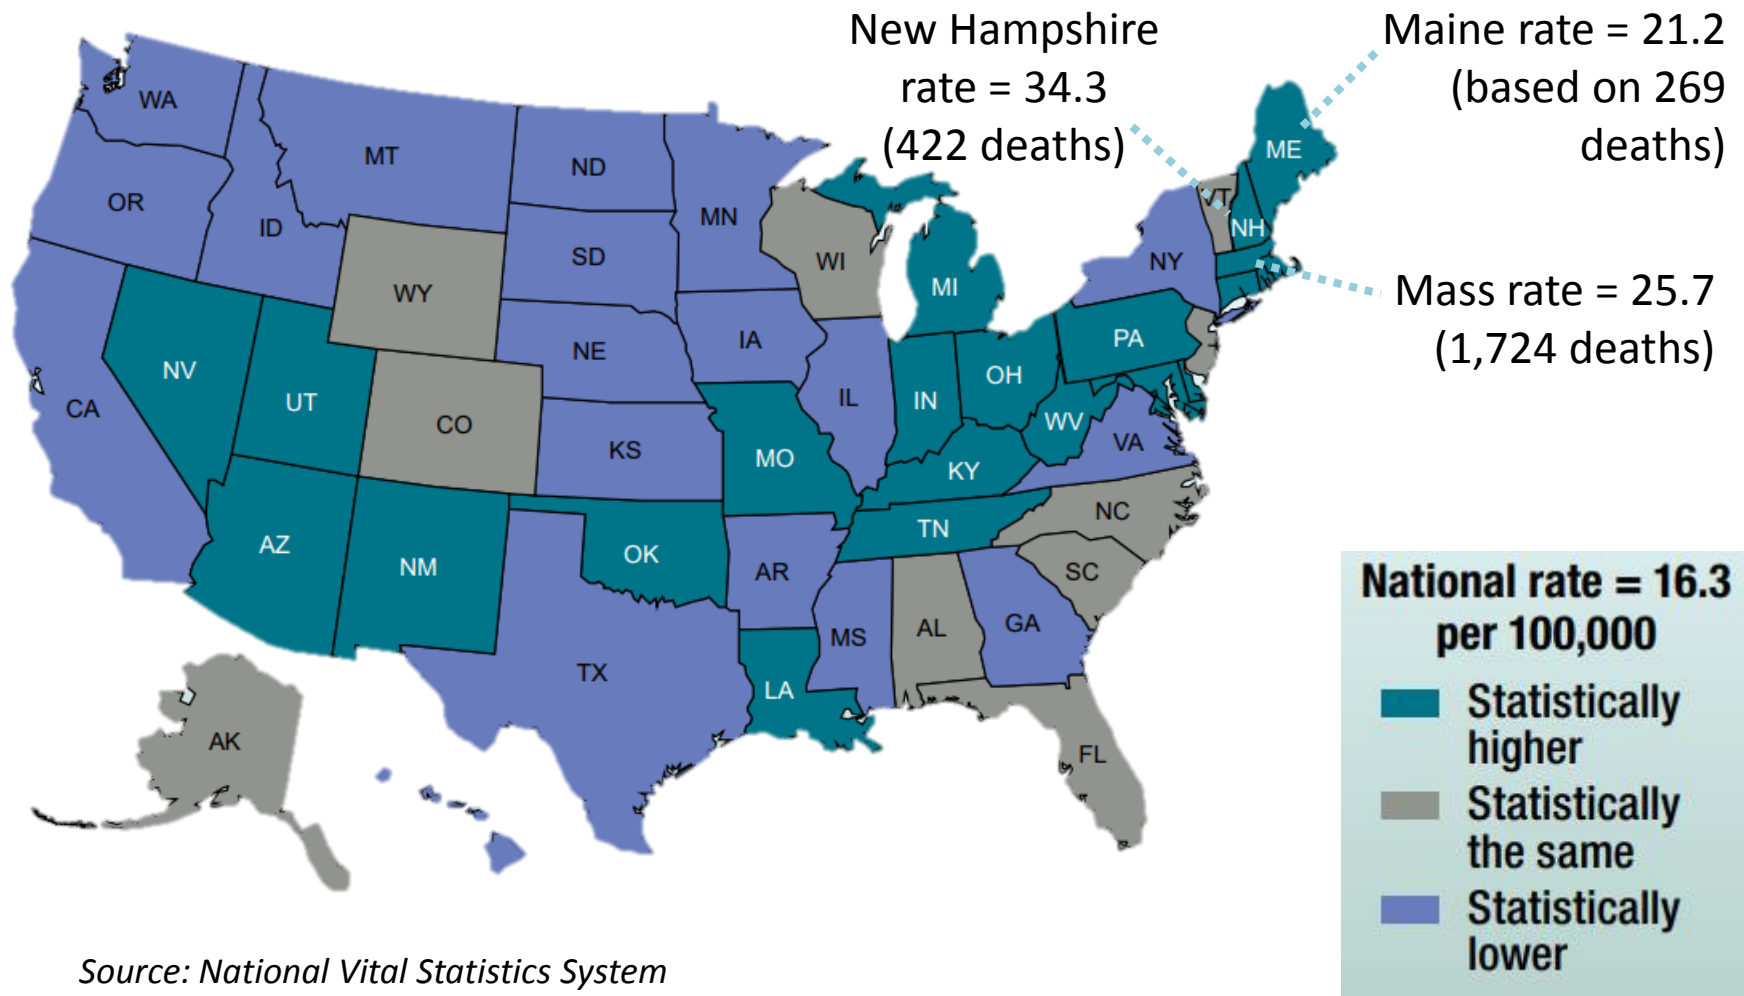 New Hampshire
rate = 34.3
(422 deaths)
Maine rate = 21.2
(based on 269
deaths)
Mass rate = 25.7
(1,724 deaths)
WA
MT
ND
MN
OR
ID
SD
WI
WY
MI
NY
VT
NH
ME
NV
UT
CA
CO
NE
IA
IL
IN
OH
PA
WV
VA
KS
MO
KY
TN
NC
SC
AZ
NM
OK
AR
MS
AL
GA
TX
LA
FL
AK
National rate = 16.3
per 100,000
Statistically
higher
Statistically
the same
Statistically
lower
Source: National Vital Statistics System